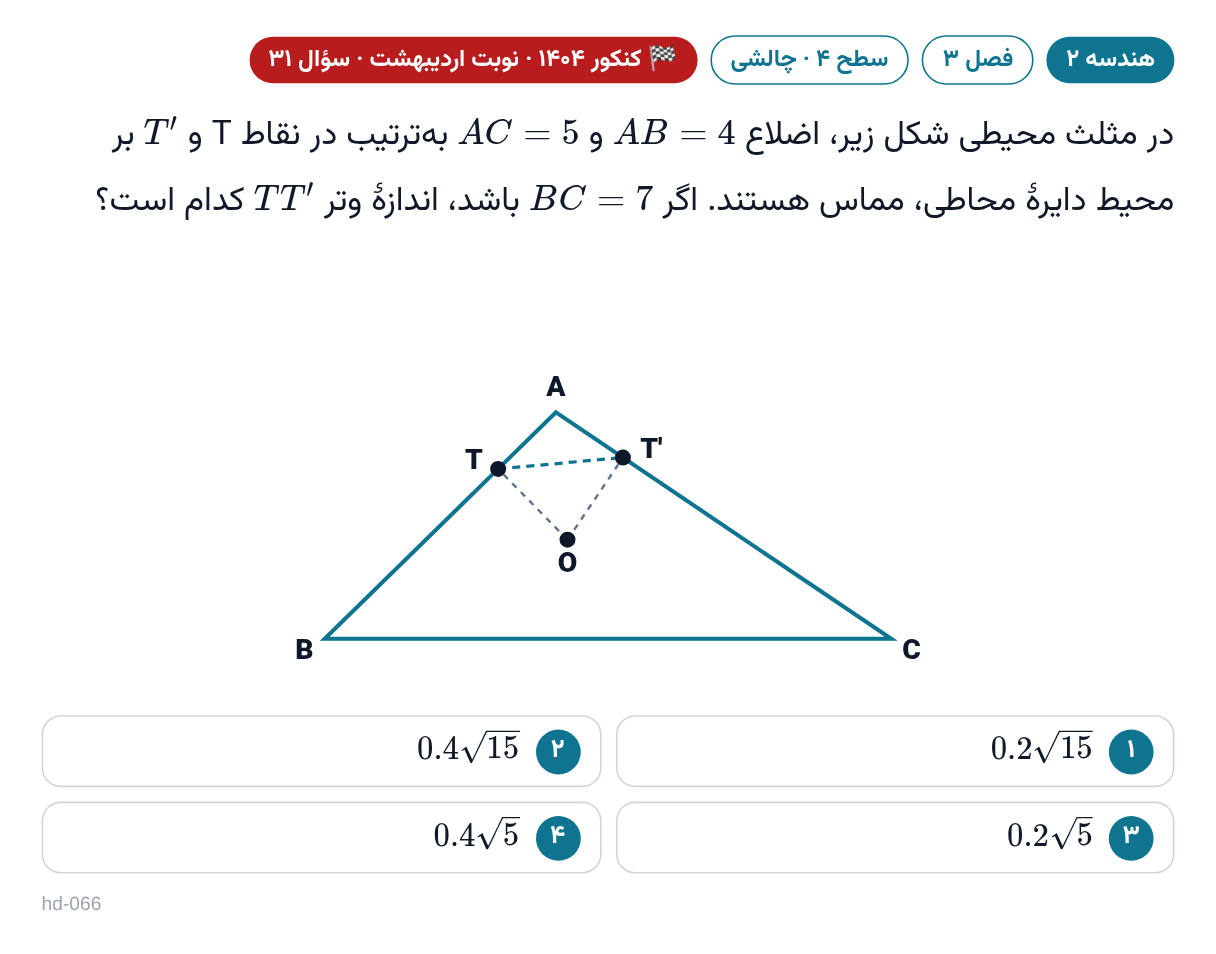 هندسه ۲ فصل ۳ سطح ۴ · چالشی 🏁 کنکور ۱۴۰۴ · نوبت اردیبهشت · سؤال ۳۱
در مثلث محیطی شکل زیر، اضلاع AB = 4 و AC = 5 به‌ترتیب در نقاط T و T′ بر
محیط دایرهٔ محاطی، مماس هستند. اگر BC = 7 باشد، اندازهٔ وتر TT′ کدام است؟
A
T T'
O
B C
۱ 0.2√15 ۲ 0.4√15
۳ 0.2√5 ۴ 0.4√5
hd-066